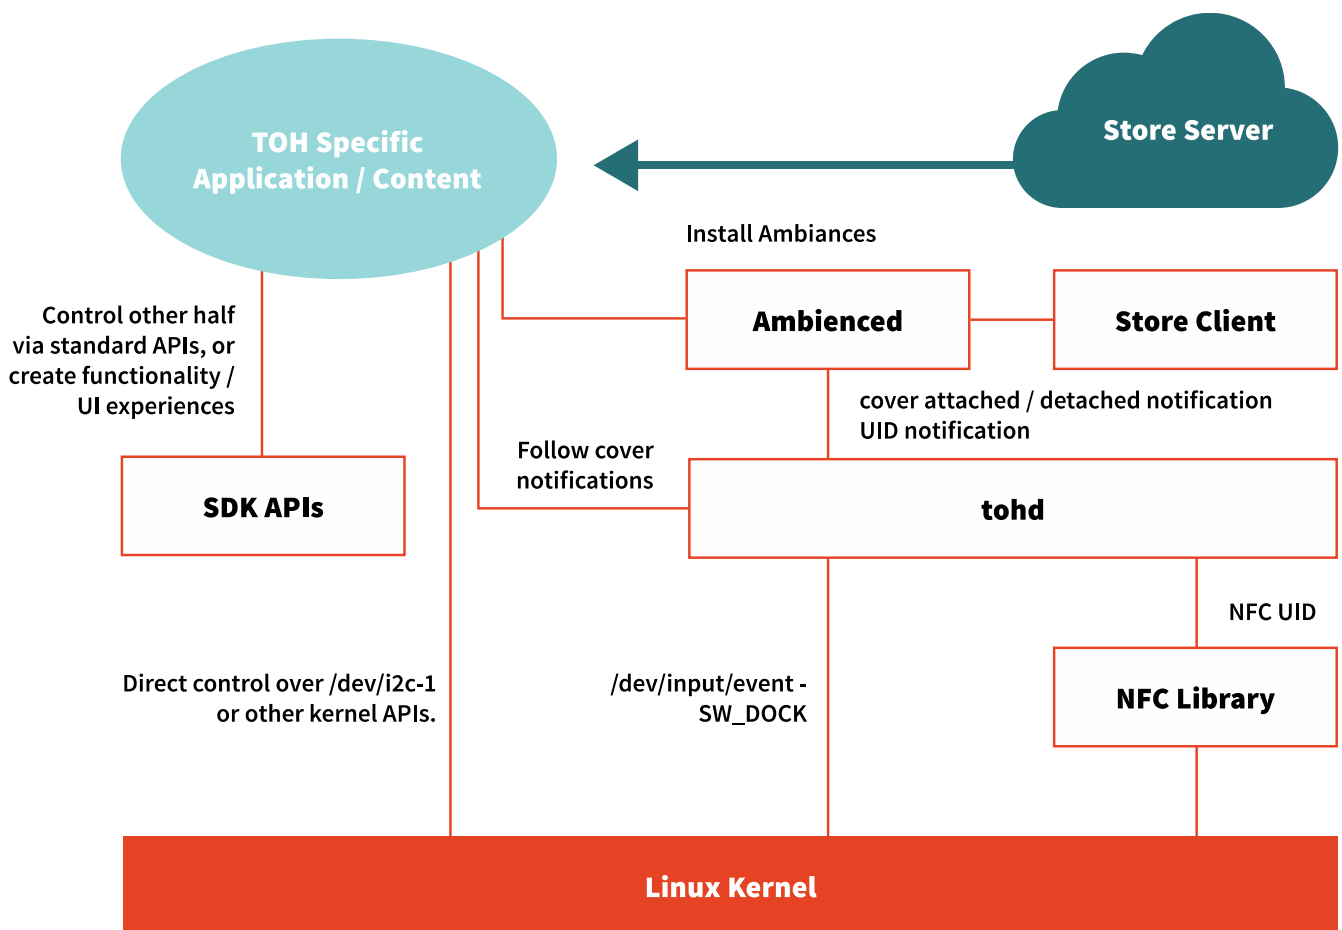 TOH Specific
Application / Content
Store Server
Install Ambiances
Control other half
via standard APIs, or
create functionality /
UI experiences
Ambienced
Store Client
cover attached / detached notification
UID notification
Follow cover
notifications
SDK APIs
tohd
NFC UID
Direct control over /dev/i2c-1
or other kernel APIs.
/dev/input/event -
SW_DOCK
NFC Library
Linux Kernel